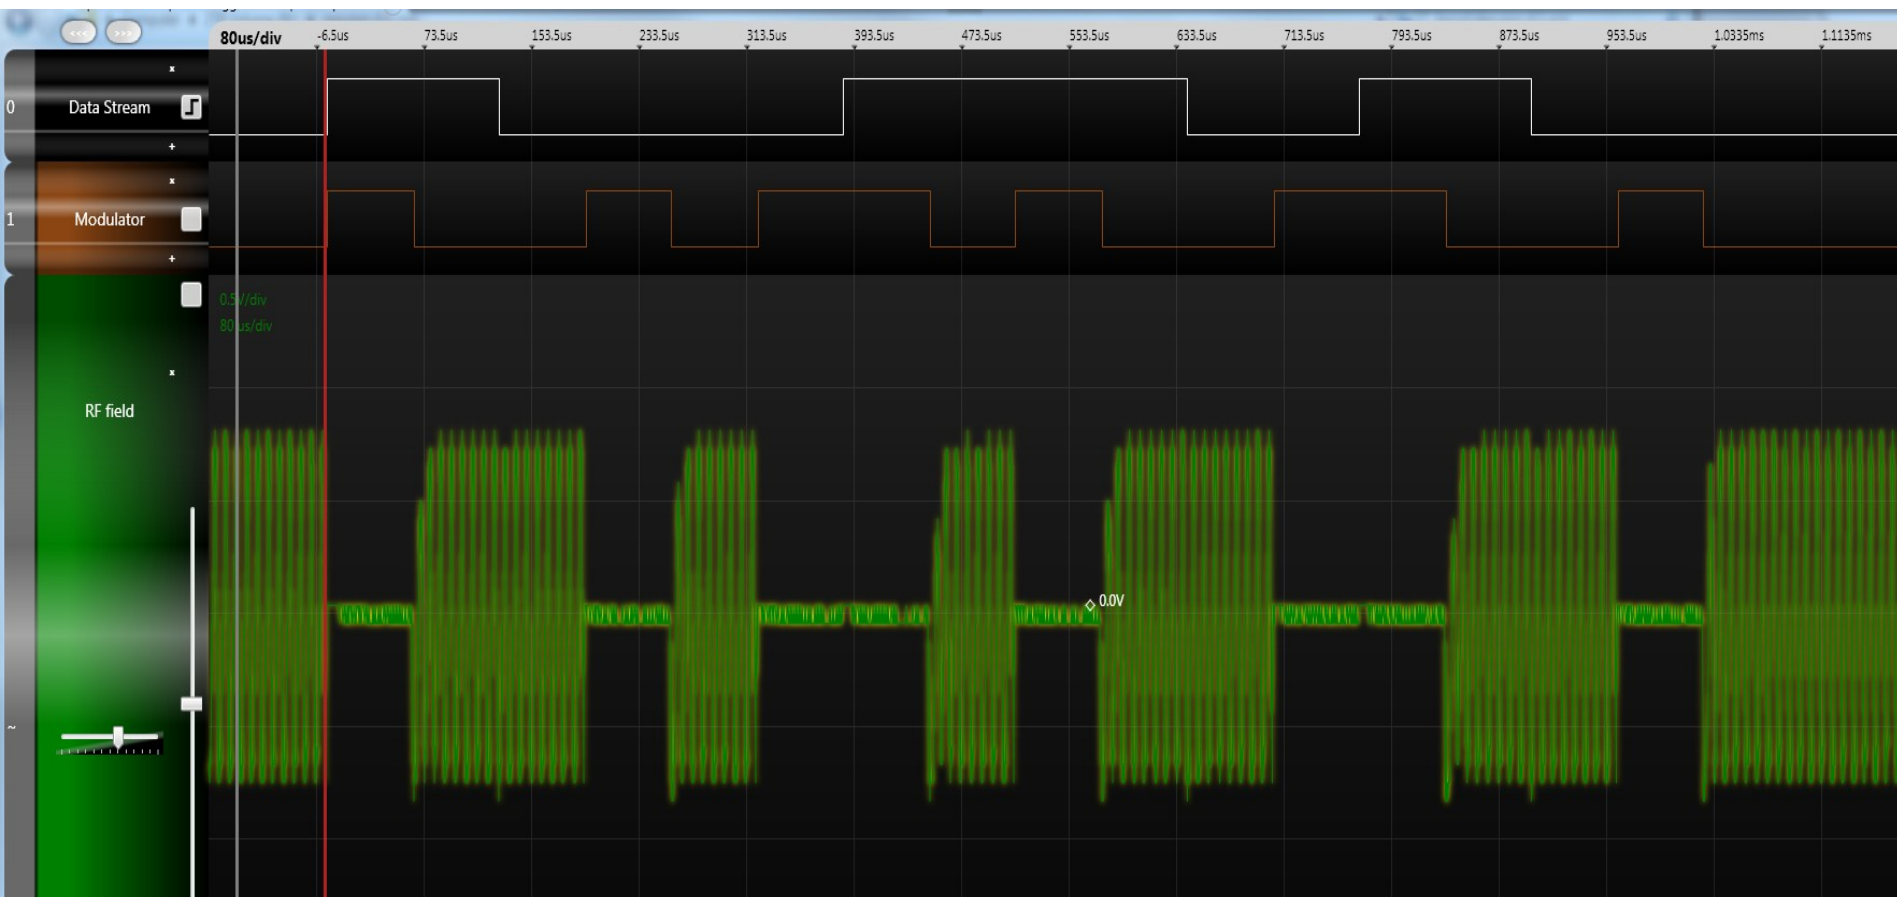 <<< >>>
80us/div -6.5us 73.5us 153.5us 233.5us 313.5us 393.5us 473.5us 553.5us 633.5us 713.5us 793.5us 873.5us 953.5us 1.0335ms 1.1135ms
x
0 Data Stream
+
x
1 Modulator
+
0.5V/div
80 us/div
x
RF field
0.0V
~